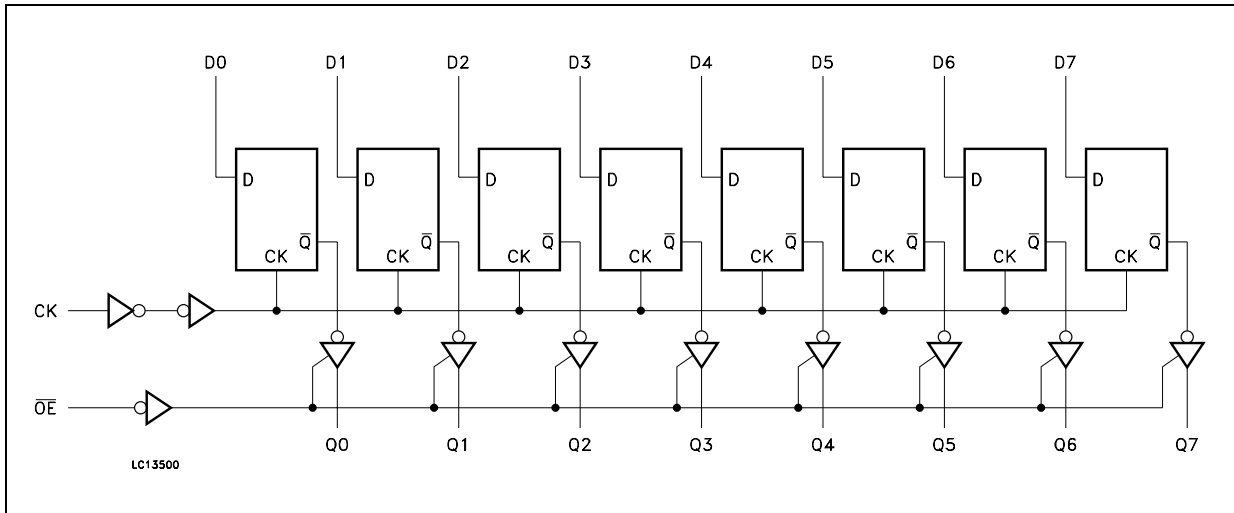 D0 D1 D2 D3 D4 D5 D6 D7
D D D D D D D D
Q̅ Q̅ Q̅ Q̅ Q̅ Q̅ Q̅ Q̅
CK CK CK CK CK CK CK CK
CK
O̅E̅
Q0 Q1 Q2 Q3 Q4 Q5 Q6 Q7
LC13500